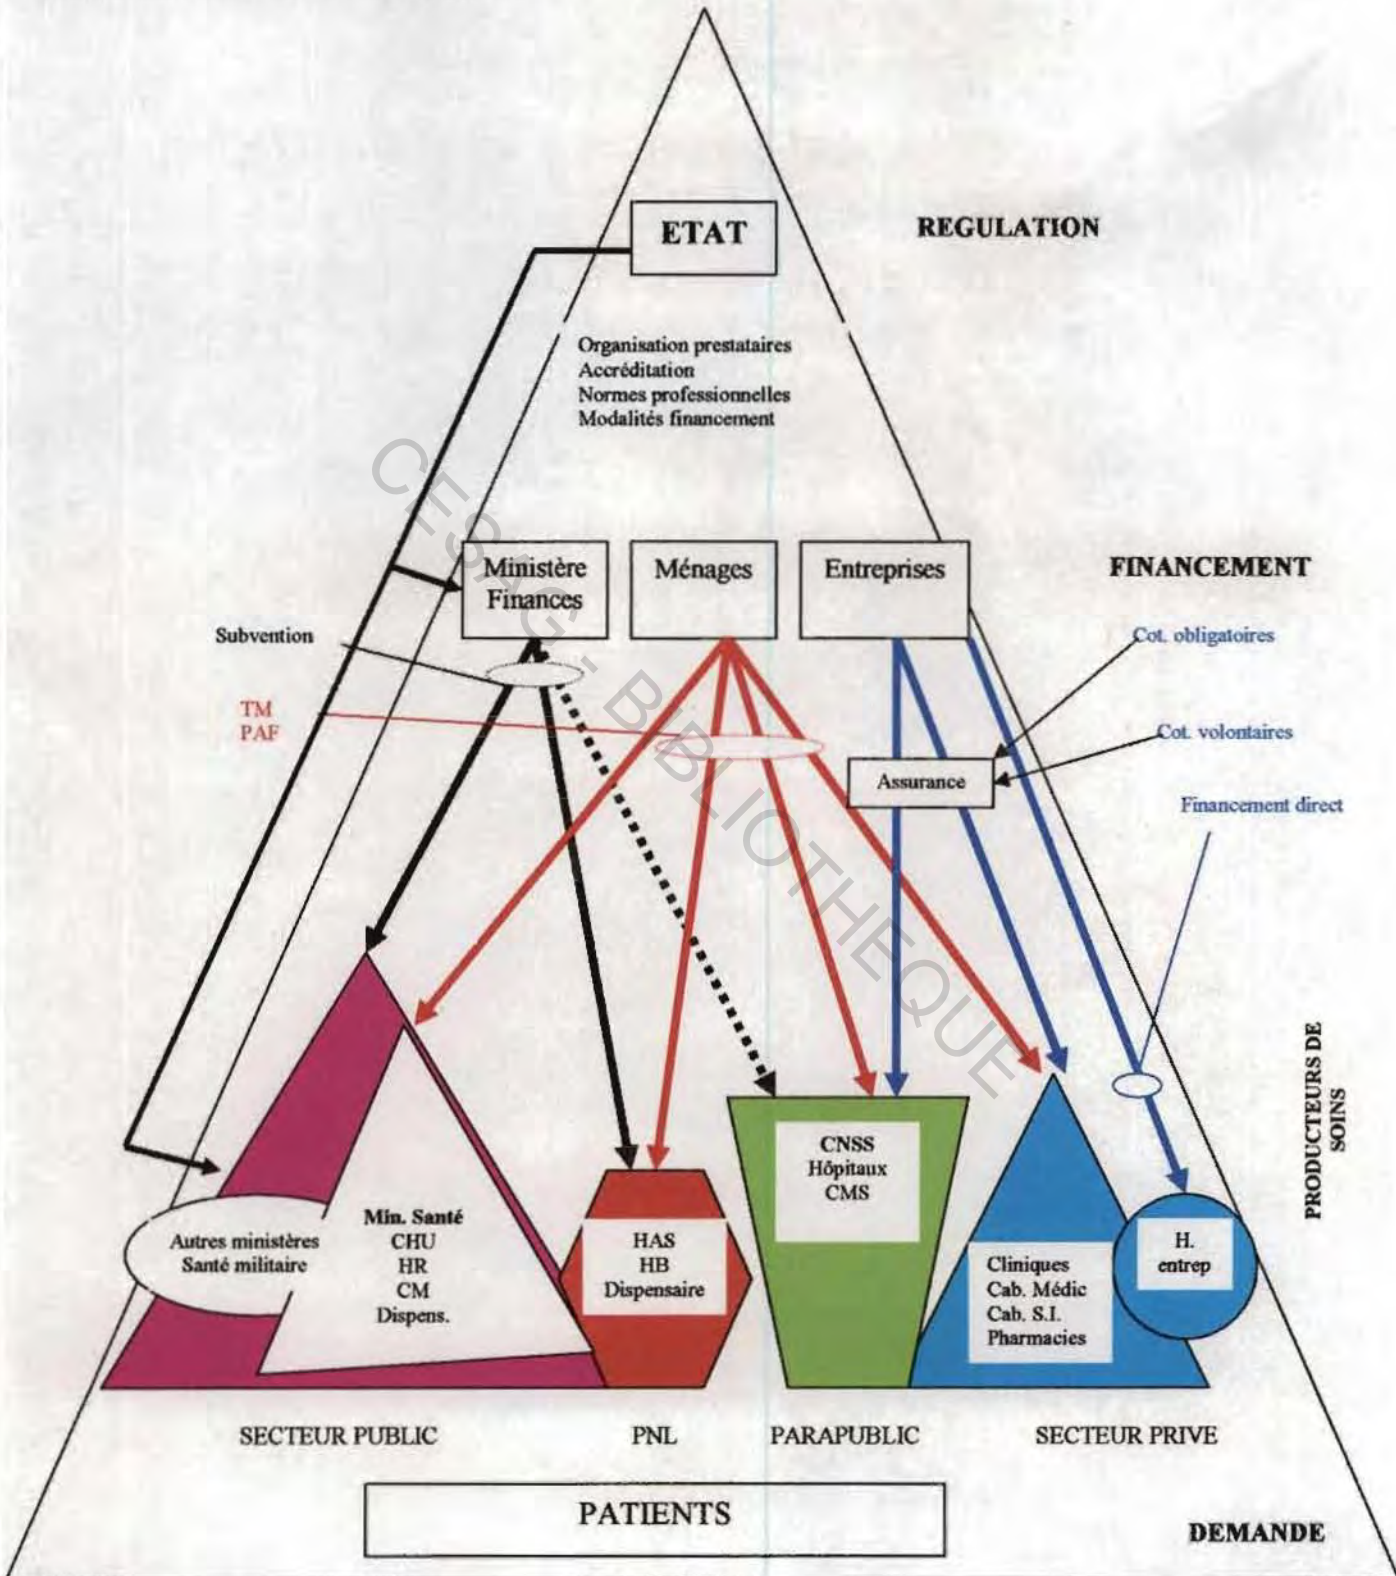 ETAT
REGULATION
Organisation prestataires
Accréditation
Normes professionnelles
Modalités financement
Ministère
Finances
Ménages
Entreprises
FINANCEMENT
Subvention
Cot. obligatoires
TM
PAF
Cot. volontaires
Assurance
Financement direct
CESAG - BIBLIOTHEQUE
PRODUCTEURS DE
SOINS
Autres ministères
Santé militaire
Min. Santé
CHU
HR
CM
Dispens.
HAS
HB
Dispensaire
CNSS
Hôpitaux
CMS
Cliniques
Cab. Médic
Cab. S.I.
Pharmacies
H.
entrep
SECTEUR PUBLIC
PNL
PARAPUBLIC
SECTEUR PRIVE
PATIENTS
DEMANDE